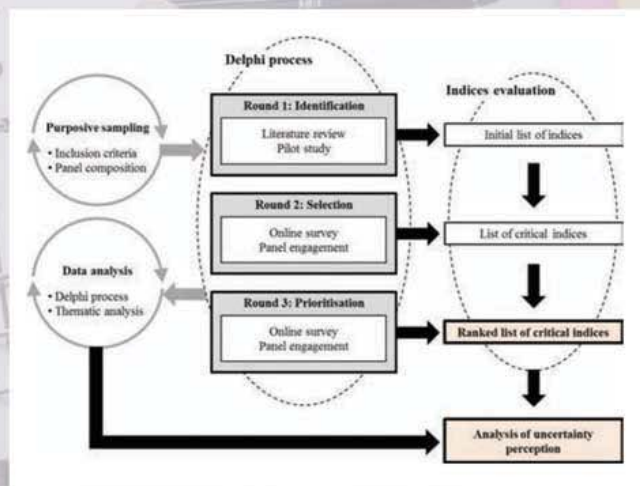 Delphi process
Indices evaluation
Purposive sampling
• Inclusion criteria
• Panel composition
Round 1: Identification
Literature review
Pilot study
Initial list of indices
Round 2: Selection
Online survey
Panel engagement
List of critical indices
Data analysis
• Delphi process
• Thematic analysis
Round 3: Prioritisation
Online survey
Panel engagement
Ranked list of critical indices
Analysis of uncertainty
perception